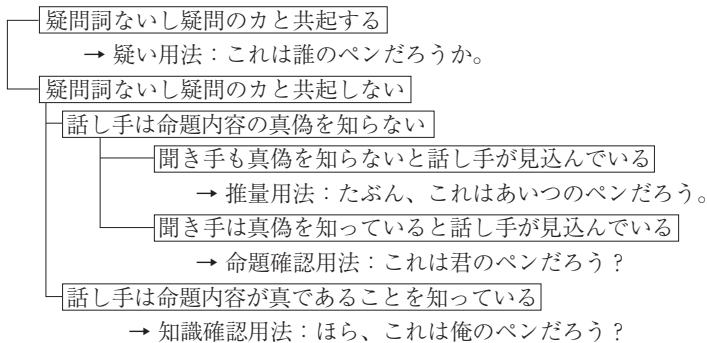 疑問詞ないし疑問のカと共起する
→ 疑い用法：これは誰のペンだろうか。
疑問詞ないし疑問のカと共起しない
話し手は命題内容の真偽を知らない
聞き手も真偽を知らないと話し手が見込んでいる
→ 推量用法：たぶん、これはあいつのペンだろう。
聞き手は真偽を知っていると話し手が見込んでいる
→ 命題確認用法：これは君のペンだろう？
話し手は命題内容が真であることを知っている
→ 知識確認用法：ほら、これは俺のペンだろう？